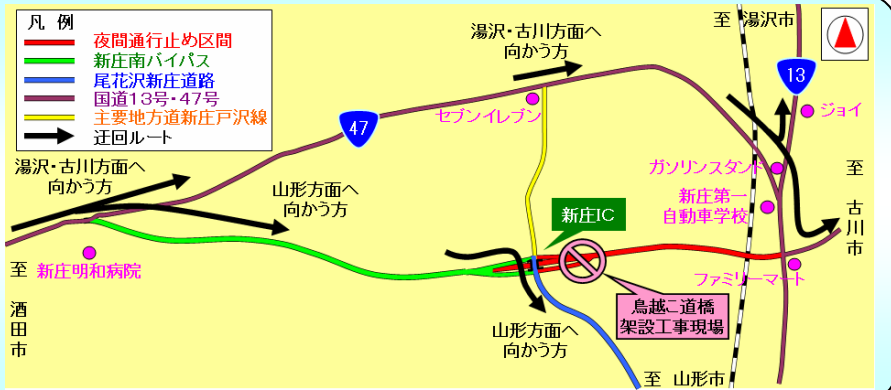 凡 例
夜間通行止め区間
新庄南バイパス
尾花沢新庄道路
国道13号・47号
主要地方道新庄戸沢線
迂回ルート
至 湯沢市
湯沢・古川方面へ
向かう方
13
ジョイ
セブンイレブン
47
湯沢・古川方面へ
向かう方
山形方面へ
向かう方
ガソリンスタンド
至
古
川
市
新庄第一
自動車学校
新庄IC
新庄明和病院
ファミリーマート
至
酒
田
市
鳥越こ道橋
架設工事現場
山形方面へ
向かう方
至 山形市